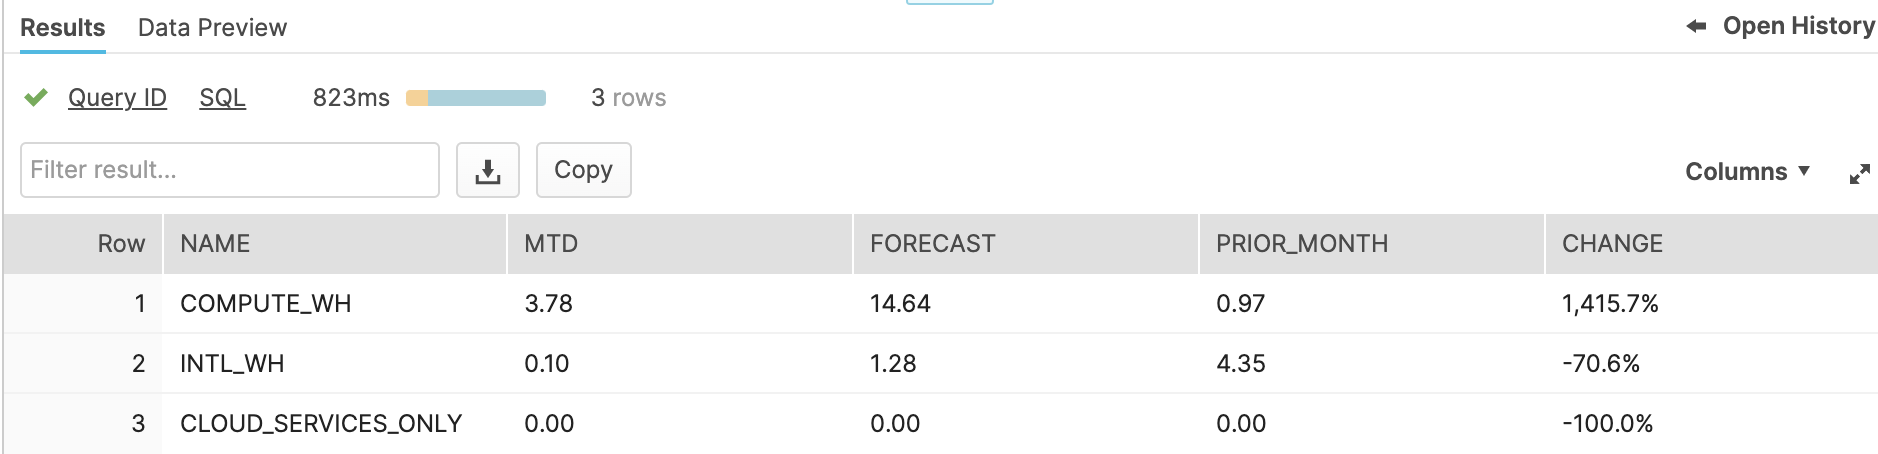 Results Data Preview Open History
Query ID SQL 823ms 3 rows
Filter result... Copy Columns
Row NAME MTD FORECAST PRIOR_MONTH CHANGE
1 COMPUTE_WH 3.78 14.64 0.97 1,415.7%
2 INTL_WH 0.10 1.28 4.35 -70.6%
3 CLOUD_SERVICES_ONLY 0.00 0.00 0.00 -100.0%